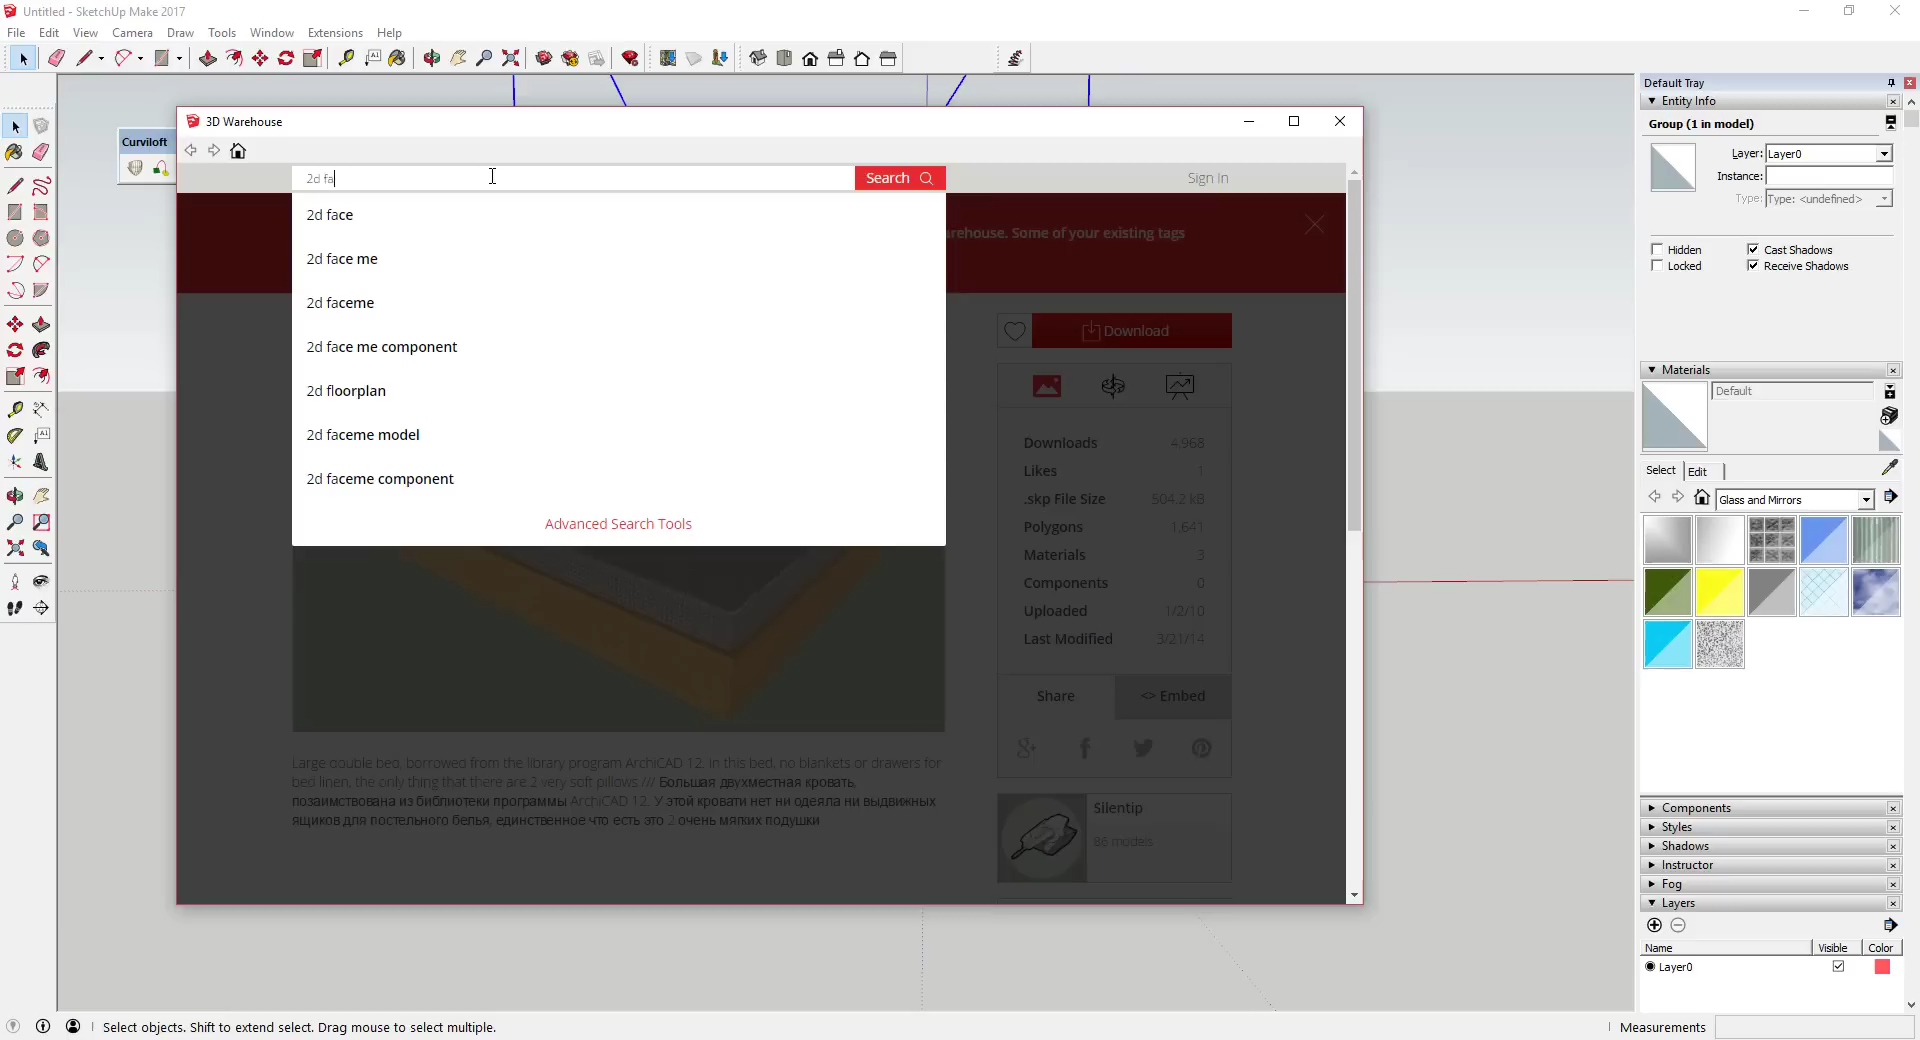 Untitled - SketchUp Make 2017
File Edit View Camera Draw Tools Window Extensions Help
Curviloft
3D Warehouse
2d fa
Search
Sign In
2d face
2d face me
2d faceme
2d face me component
2d floorplan
2d faceme model
2d faceme component
Advanced Search Tools
arehouse. Some of your existing tags
Download
Downloads 4,968
Likes 1
.skp File Size 504.2 kB
Polygons 1,641
Materials 3
Components 0
Uploaded 1/2/10
Last Modified 3/21/14
Share <> Embed
Large double bed, borrowed from the library program ArchiCAD 12. In this bed, no blankets or drawers for
bed linen, the only thing that there are 2 very soft pillows /// Большая двухместная кровать,
позаимствована из библиотеки программы ArchiCAD 12. У этой кровати нет ни одеяла ни выдвижных
ящиков для постельного белья, единственное что есть это 2 очень мягких подушки
Silentip
86 models
Default Tray
Entity Info
Group (1 in model)
Layer: Layer0
Instance:
Type: Type: <undefined>
Hidden Cast Shadows
Locked Receive Shadows
Materials
Default
Select Edit
Glass and Mirrors
Components
Styles
Shadows
Instructor
Fog
Layers
Name Visible Color
Layer0
Select objects. Shift to extend select. Drag mouse to select multiple.
Measurements